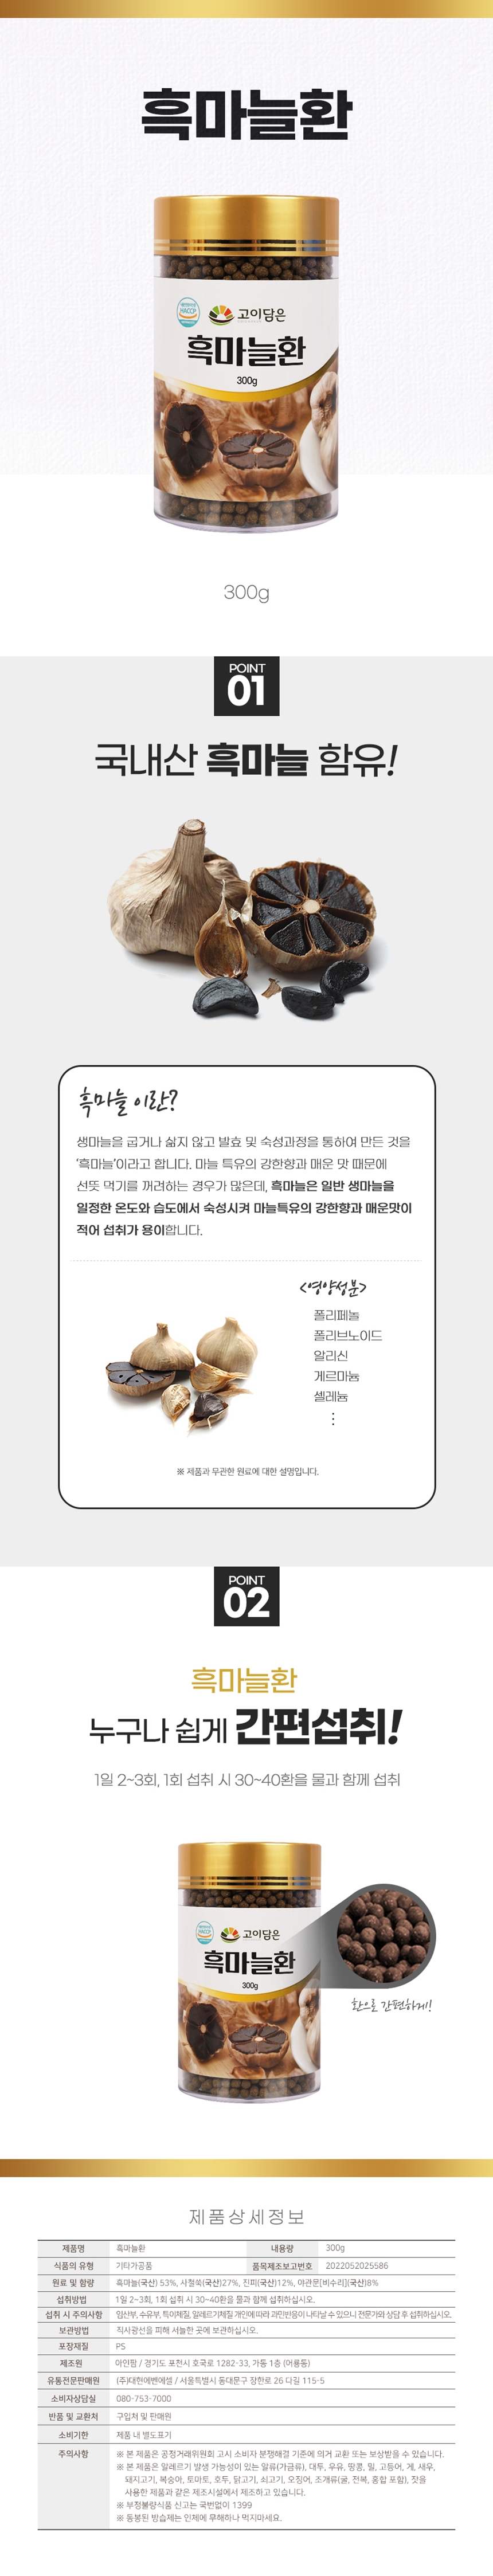 흑마늘환
HACCP
고이담은
흑마늘환
300g
300g
POINT
01
국내산 흑마늘 함유!
흑마늘 이란?
생마늘을 굽거나 삶지 않고 발효 및 숙성과정을 통하여 만든 것을
‘흑마늘’이라고 합니다. 마늘 특유의 강한향과 매운 맛 때문에
선뜻 먹기를 꺼려하는 경우가 많은데, 흑마늘은 일반 생마늘을
일정한 온도와 습도에서 숙성시켜 마늘특유의 강한향과 매운맛이
적어 섭취가 용이합니다.
<영양성분>
폴리페놀
폴리브노이드
알리신
게르마늄
셀레늄
⋮
※ 제품과 무관한 원료에 대한 설명입니다.
POINT
02
흑마늘환
누구나 쉽게 간편섭취!
1일 2~3회, 1회 섭취 시 30~40환을 물과 함께 섭취
HACCP
고이담은
흑마늘환
300g
환으로 간편하게!
제품상세정보
제품명 흑마늘환 내용량 300g
식품의 유형 기타가공품 품목제조보고번호 2022052025586
원료 및 함량 흑마늘(국산) 53%, 사철쑥(국산)27%, 진피(국산)12%, 야관문[비수리](국산)8%
섭취방법 1일 2~3회, 1회 섭취 시 30~40환을 물과 함께 섭취하십시오.
섭취 시 주의사항 임산부, 수유부, 특이체질, 알레르기체질 개인에 따라 과민반응이 나타날 수 있으니 전문가와 상담 후 섭취하십시오.
보관방법 직사광선을 피해 서늘한 곳에 보관하십시오.
포장재질 PS
제조원 아인팜 / 경기도 포천시 호국로 1282-33, 가동 1층 (어룡동)
유통전문판매원 (주)대한에벤에셀 / 서울특별시 동대문구 장한로 26 다길 115-5
소비자상담실 080-753-7000
반품 및 교환처 구입처 및 판매원
소비기한 제품 내 별도표기
주의사항 ※ 본 제품은 공정거래위원회 고시 소비자 분쟁해결 기준에 의거 교환 또는 보상받을 수 있습니다.
※ 본 제품은 알레르기 발생 가능성이 있는 알류(가금류), 대두, 우유, 땅콩, 밀, 고등어, 게, 새우,
돼지고기, 복숭아, 토마토, 호두, 닭고기, 쇠고기, 오징어, 조개류(굴, 전복, 홍합 포함), 잣을
사용한 제품과 같은 제조시설에서 제조하고 있습니다.
※ 부정불량식품 신고는 국번없이 1399
※ 동봉된 방습제는 인체에 무해하나 먹지마세요.